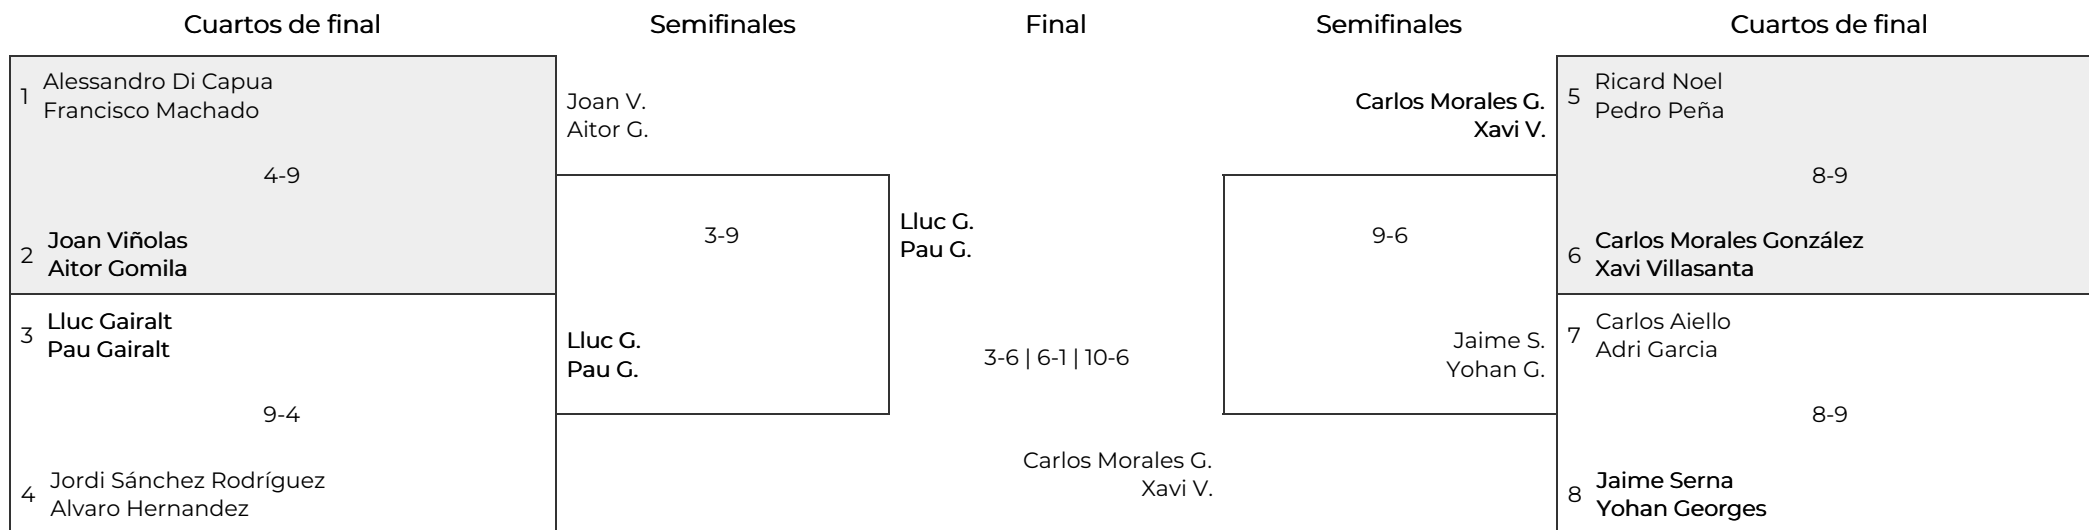 Cuartos de final
Semifinales
Final
Semifinales
Cuartos de final
1
Alessandro Di Capua
Francisco Machado
4-9
2
Joan Viñolas
Aitor Gomila
3
Lluc Gairalt
Pau Gairalt
9-4
4
Jordi Sánchez Rodríguez
Alvaro Hernandez
Joan V.
Aitor G.
3-9
Lluc G.
Pau G.
Lluc G.
Pau G.
3-6 | 6-1 | 10-6
Carlos Morales G.
Xavi V.
Carlos Morales G.
Xavi V.
9-6
Jaime S.
Yohan G.
5
Ricard Noel
Pedro Peña
8-9
6
Carlos Morales González
Xavi Villasanta
7
Carlos Aiello
Adri Garcia
8-9
8
Jaime Serna
Yohan Georges